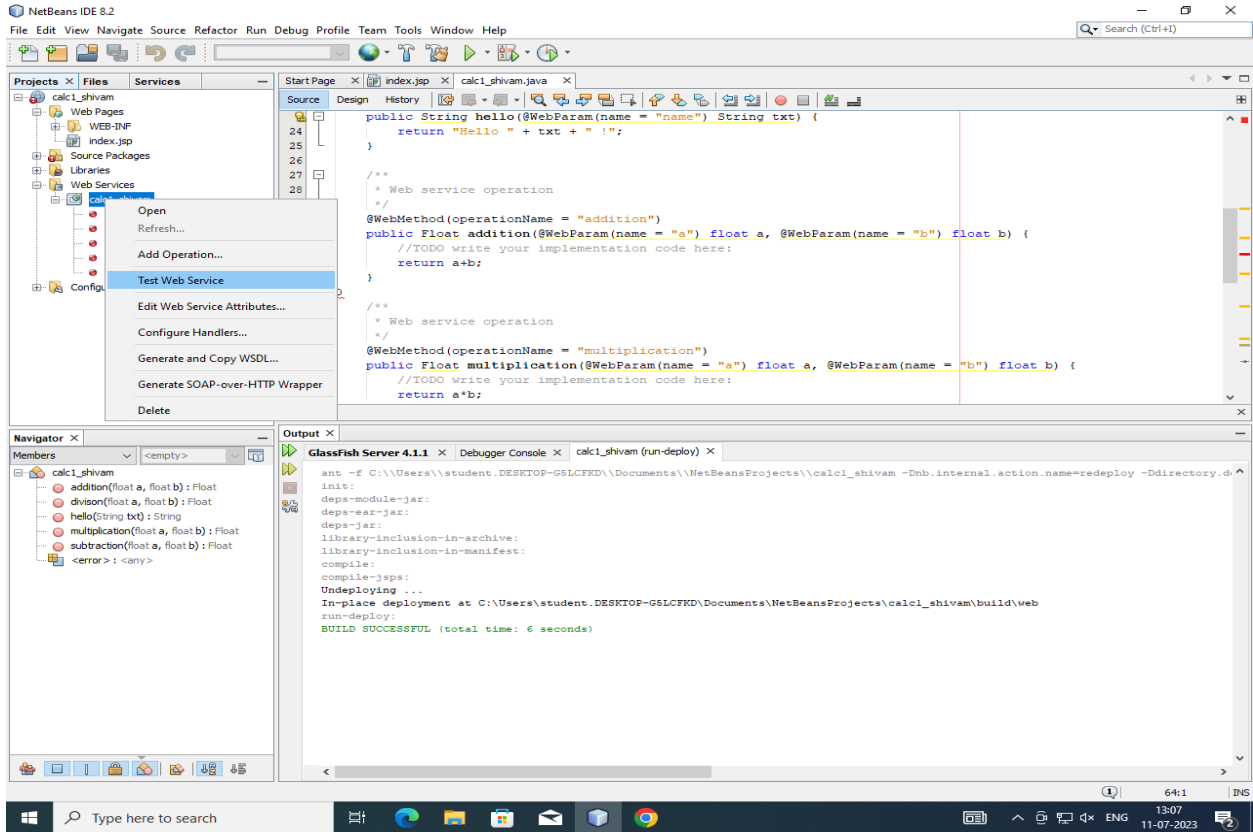 NetBeans IDE 8.2
File Edit View Navigate Source Refactor Run Debug Profile Team Tools Window Help
Search (Ctrl+I)
Projects Files Services
calc1_shivam
Web Pages
WEB-INF
index.jsp
Source Packages
Libraries
Web Services
Open
Refresh...
Add Operation...
Test Web Service
Edit Web Service Attributes...
Configure Handlers...
Generate and Copy WSDL...
Generate SOAP-over-HTTP Wrapper
Delete
Start Page index.jsp calc1_shivam.java
Source Design History
public String hello(@WebParam(name = "name") String txt) {
24 return "Hello " + txt + " !";
25 }
26
27 /**
28 * Web service operation
*/
@WebMethod(operationName = "addition")
public Float addition(@WebParam(name = "a") float a, @WebParam(name = "b") float b) {
//TODO write your implementation code here:
return a+b;
}
/**
* Web service operation
*/
@WebMethod(operationName = "multiplication")
public Float multiplication(@WebParam(name = "a") float a, @WebParam(name = "b") float b) {
//TODO write your implementation code here:
return a*b;
Navigator
Members <empty>
calc1_shivam
addition(float a, float b) : Float
divison(float a, float b) : Float
hello(String txt) : String
multiplication(float a, float b) : Float
subtraction(float a, float b) : Float
<error> : <any>
Output
GlassFish Server 4.1.1 Debugger Console calc1_shivam (run-deploy)
ant -f C:\\Users\\student.DESKTOP-G5LCFKD\\Documents\\NetBeansProjects\\calc1_shivam -Dnb.internal.action.name=redeploy -Ddirectory.d
init:
deps-module-jar:
deps-ear-jar:
deps-jar:
library-inclusion-in-archive:
library-inclusion-in-manifest:
compile:
compile-jsps:
Undeploying ...
In-place deployment at C:\Users\student.DESKTOP-G5LCFKD\Documents\NetBeansProjects\calc1_shivam\build\web
run-deploy:
BUILD SUCCESSFUL (total time: 6 seconds)
1 64:1 INS
Type here to search
ENG
13:07
11-07-2023
2